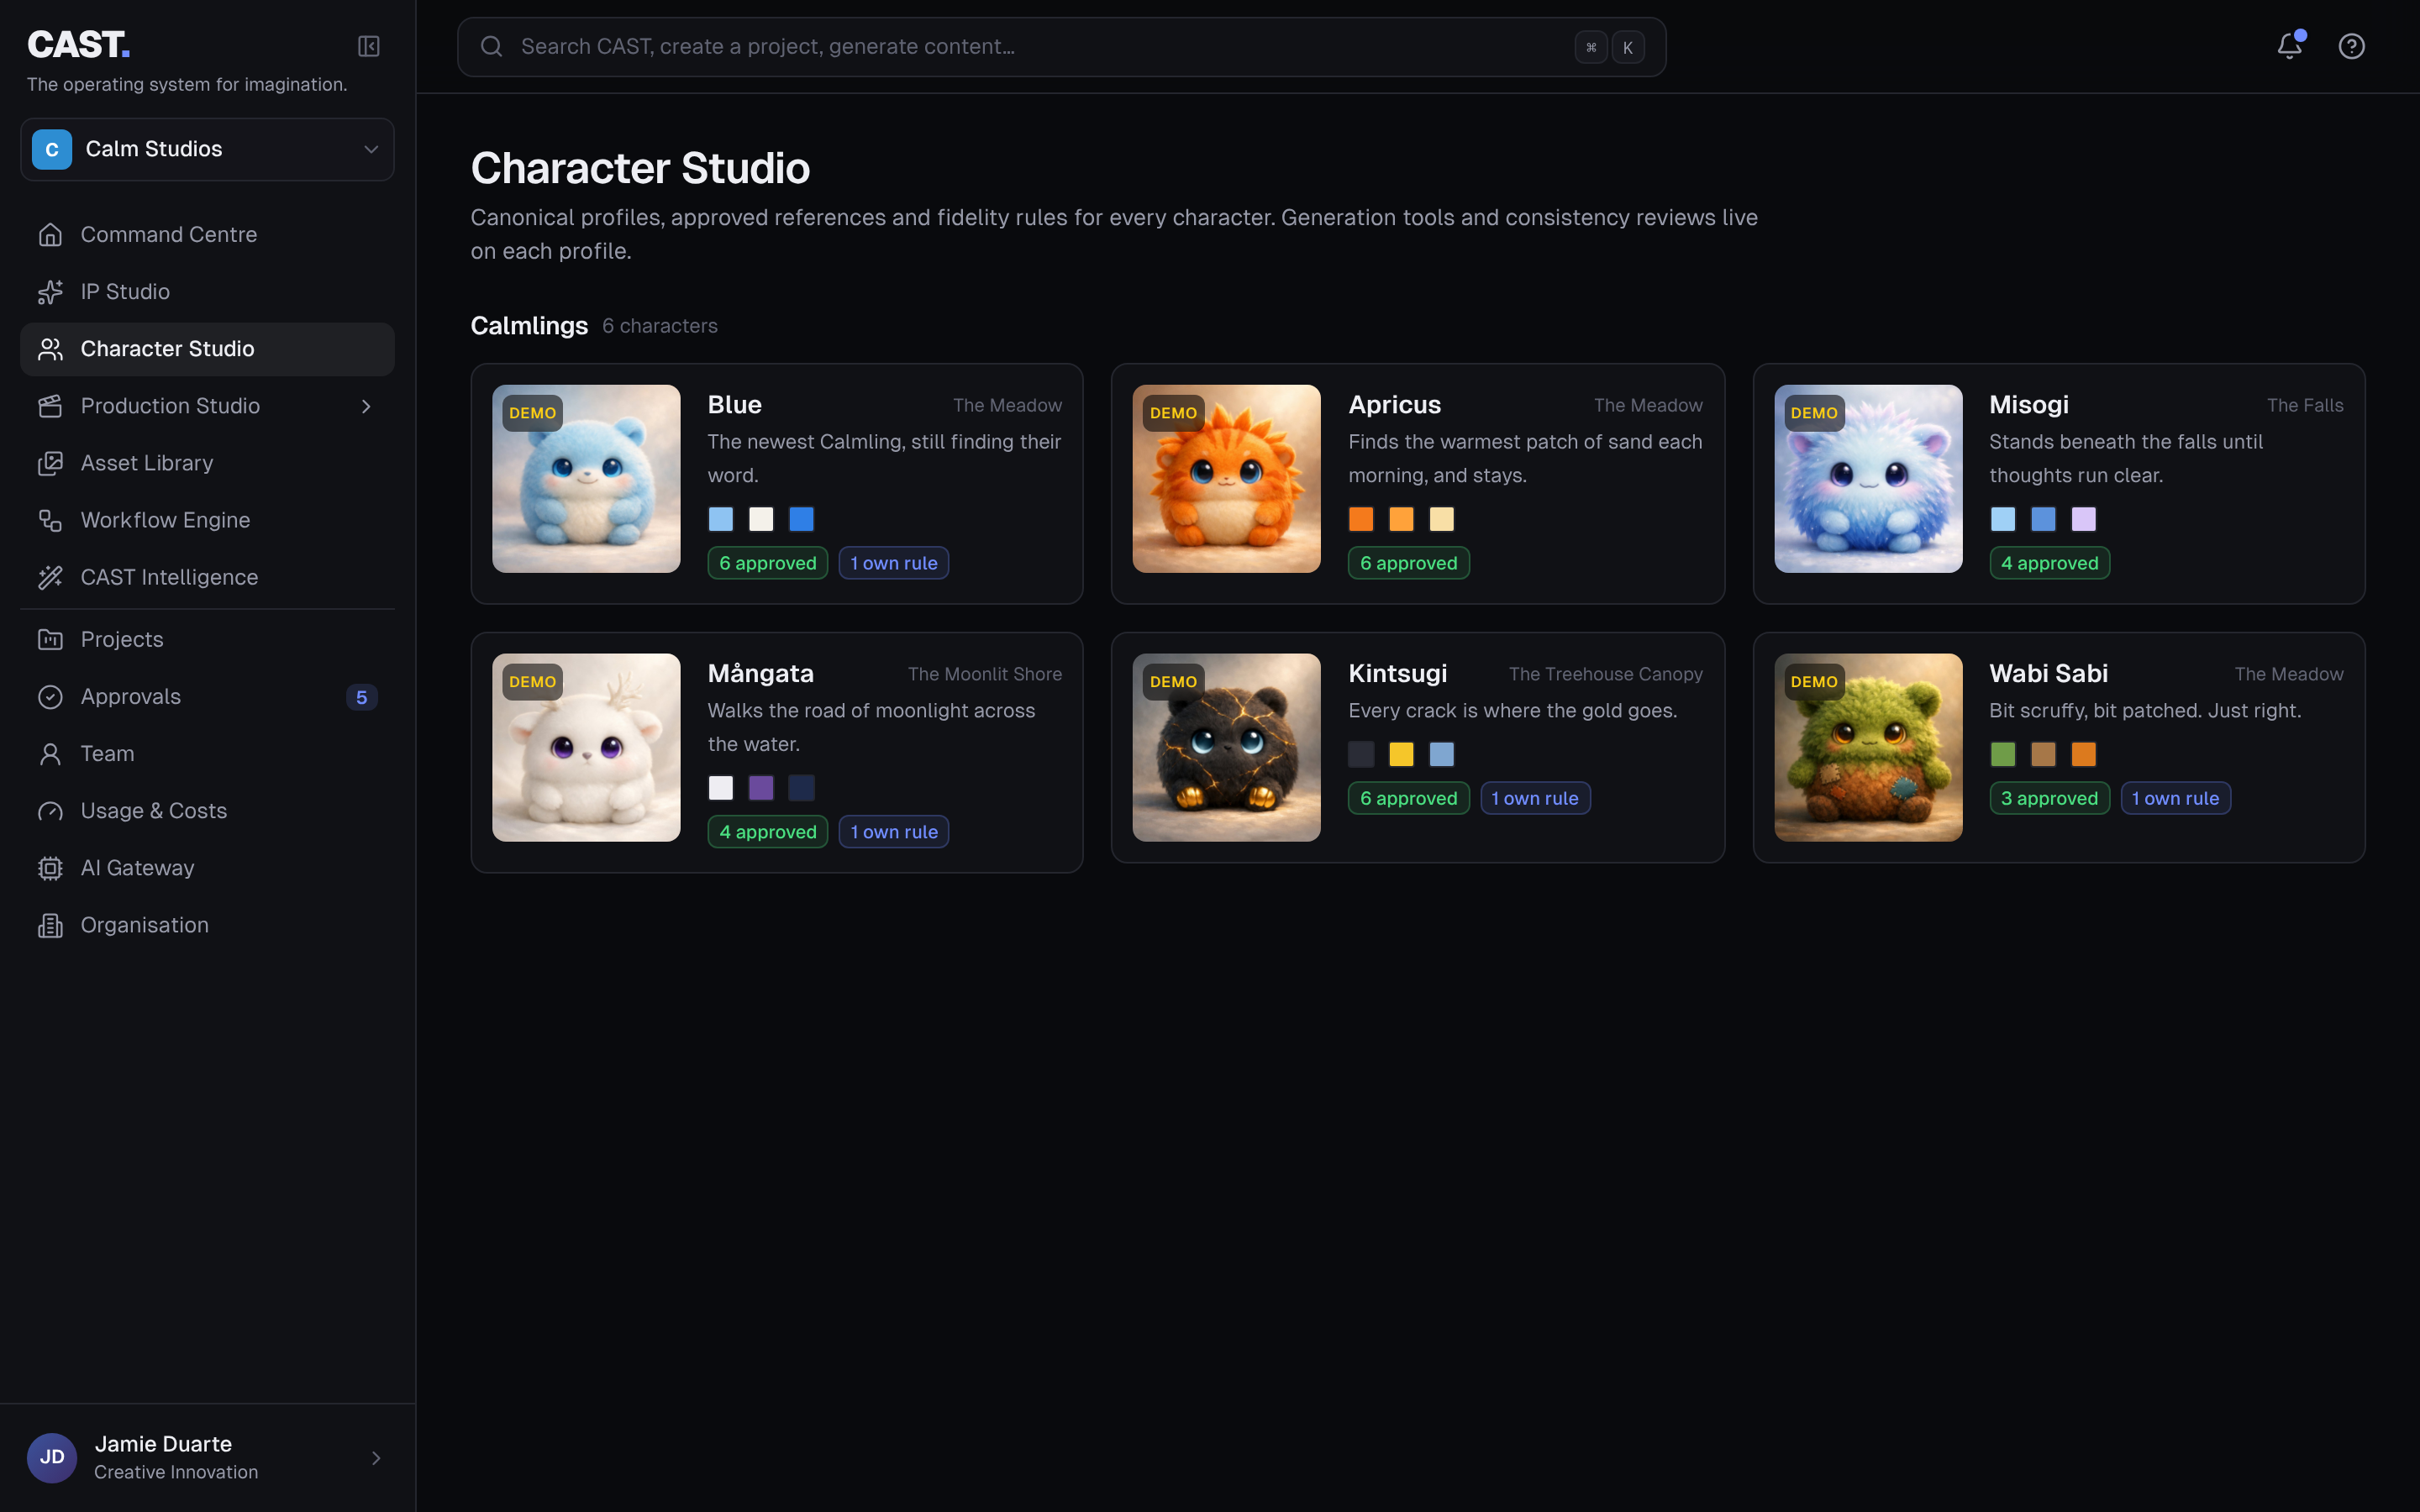 CAST.
The operating system for imagination.
C
Calm Studios
Command Centre
IP Studio
Character Studio
Production Studio
Asset Library
Workflow Engine
CAST Intelligence
Projects
Approvals
5
Team
Usage & Costs
AI Gateway
Organisation
JD
Jamie Duarte
Creative Innovation
Search CAST, create a project, generate content...
⌘ K
Character Studio
Canonical profiles, approved references and fidelity rules for every character. Generation tools and consistency reviews live
on each profile.
Calmlings 6 characters
DEMO
Blue
The Meadow
The newest Calmling, still finding their
word.
6 approved
1 own rule
DEMO
Apricus
The Meadow
Finds the warmest patch of sand each
morning, and stays.
6 approved
DEMO
Misogi
The Falls
Stands beneath the falls until
thoughts run clear.
4 approved
DEMO
Mångata
The Moonlit Shore
Walks the road of moonlight across
the water.
4 approved
1 own rule
DEMO
Kintsugi
The Treehouse Canopy
Every crack is where the gold goes.
6 approved
1 own rule
DEMO
Wabi Sabi
The Meadow
Bit scruffy, bit patched. Just right.
3 approved
1 own rule